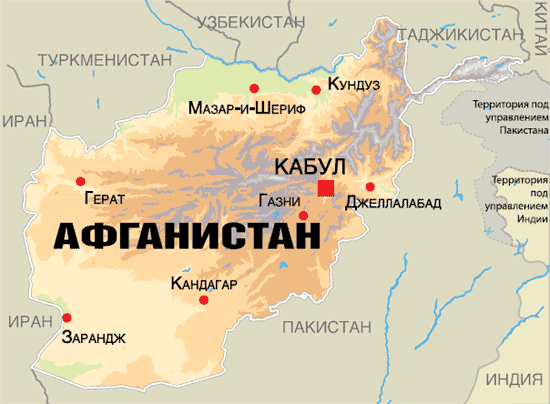 УЗБЕКИСТАН
ТАДЖИКИСТАН
КИТАЙ
ТУРКМЕНИСТАН
КУНДУЗ
МАЗАР-И-ШЕРИФ
ИРАН
Территория под
управлением
Пакистана
КАБУЛ
Территория
под
управлением
Индии
ГЕРАТ
ГАЗНИ
ДЖЕЛЛАЛАБАД
АФГАНИСТАН
КАНДАГАР
ИРАН
ЗАРАНДЖ
ПАКИСТАН
ИНДИЯ